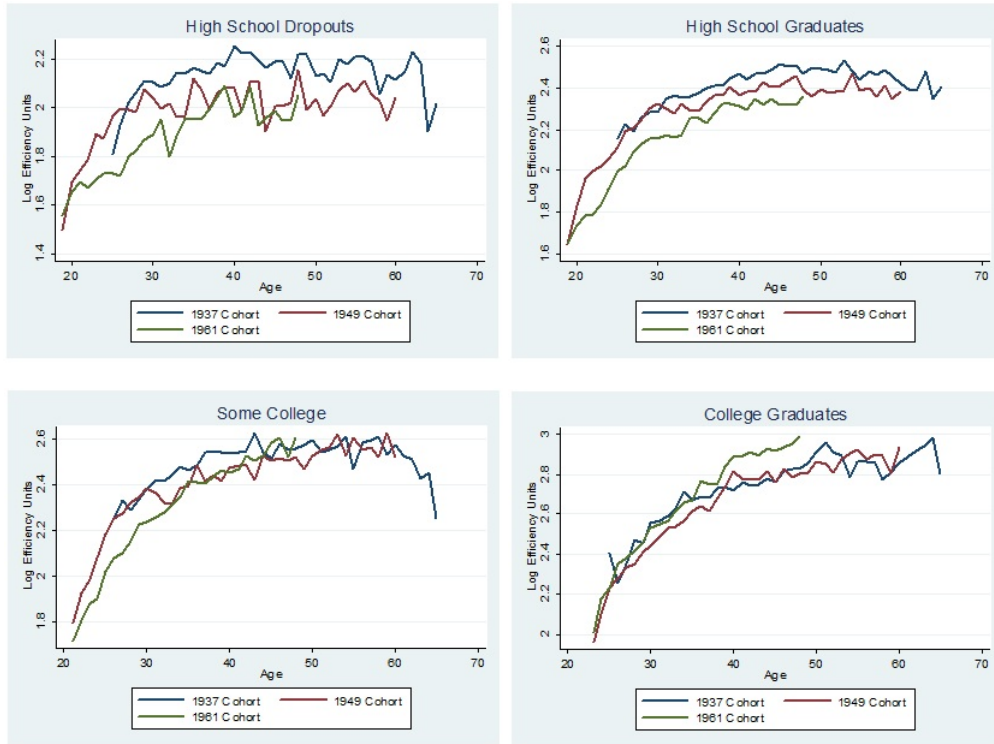 High School Dropouts
Log Efficiency Units
2.2
2
1.8
1.6
1.4
20 30 40 50 60 70
Age
1937 Cohort 1949 Cohort
1961 Cohort
High School Graduates
Log Efficiency Units
2.6
2.4
2.2
2
1.8
1.6
20 30 40 50 60 70
Age
1937 Cohort 1949 Cohort
1961 Cohort
Some College
Log Efficiency Units
2.6
2.4
2.2
2
1.8
20 30 40 50 60 70
Age
1937 Cohort 1949 Cohort
1961 Cohort
College Graduates
Log Efficiency Units
3
2.8
2.6
2.4
2.2
2
20 30 40 50 60 70
Age
1937 Cohort 1949 Cohort
1961 Cohort